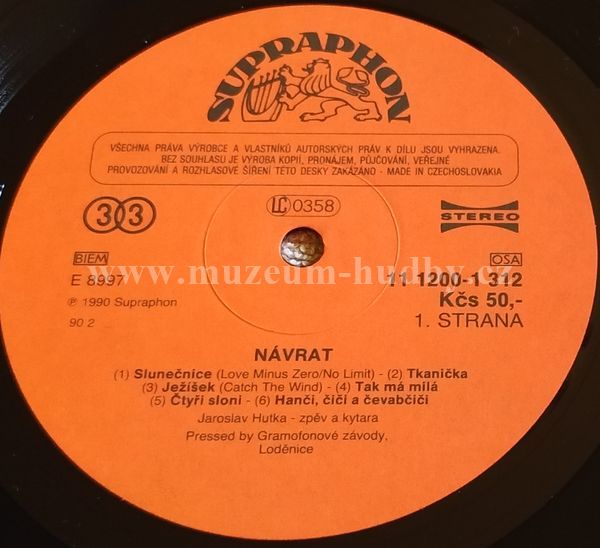 SUPRAPHON
VŠECHNA PRÁVA VÝROBCE A VLASTNÍKŮ AUTORSKÝCH PRÁV K DÍLU JSOU VYHRAZENA.
BEZ SOUHLASU JE VÝROBA KOPIÍ, PRONÁJEM, PŮJČOVÁNÍ, VEŘEJNÉ
PROVOZOVÁNÍ A ROZHLASOVÉ ŠÍŘENÍ TÉTO DESKY ZAKÁZÁNO - MADE IN CZECHOSLOVAKIA
33
LC 0358
STEREO
BIEM
OSA
E 8997
11 1200-1 312
www.muzeum-hudby.cz
℗ 1990 Supraphon
Kčs 50,-
90 2
1. STRANA
NÁVRAT
(1) Slunečnice (Love Minus Zero/No Limit) - (2) Tkanička
(3) Ježíšek (Catch The Wind) - (4) Tak má milá
(5) Čtyři sloni - (6) Hanči, čiči a čevabčiči
Jaroslav Hutka - zpěv a kytara
Pressed by Gramofonové závody,
Loděnice